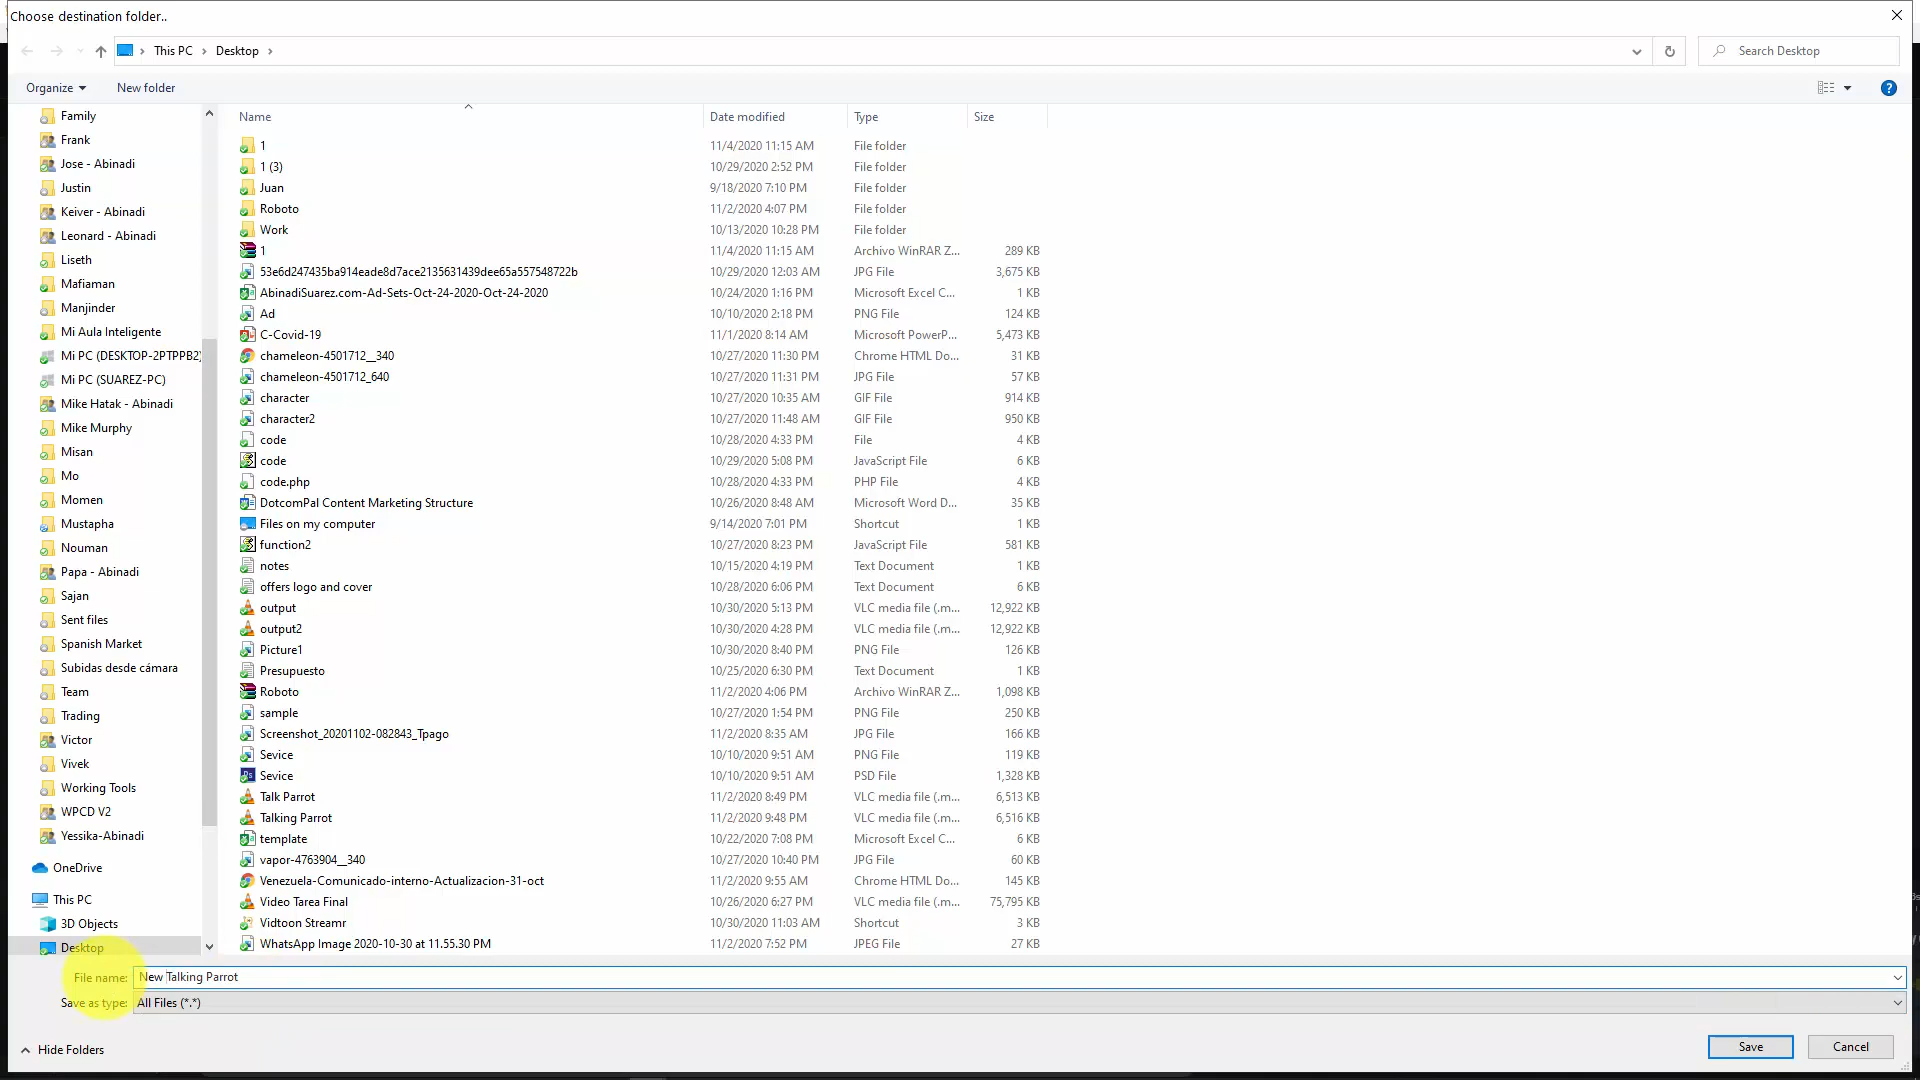 Choose destination folder..
This PC
Desktop
Search Desktop
Organize
New folder
Family
Frank
Jose - Abinadi
Justin
Keiver - Abinadi
Leonard - Abinadi
Liseth
Mafiaman
Manjinder
Mi Aula Inteligente
Mi PC (DESKTOP-2PTPPB2)
Mi PC (SUAREZ-PC)
Mike Hatak - Abinadi
Mike Murphy
Misan
Mo
Momen
Mustapha
Nouman
Papa - Abinadi
Sajan
Sent files
Spanish Market
Subidas desde cámara
Team
Trading
Victor
Vivek
Working Tools
WPCD V2
Yessika-Abinadi
OneDrive
This PC
3D Objects
Desktop
Name Date modified Type Size
1 11/4/2020 11:15 AM File folder
1 (3) 10/29/2020 2:52 PM File folder
Juan 9/18/2020 7:10 PM File folder
Roboto 11/2/2020 4:07 PM File folder
Work 10/13/2020 10:28 PM File folder
1 11/4/2020 11:15 AM Archivo WinRAR Z... 289 KB
53e6d247435ba914eade8d7ace2135631439dee65a557548722b 10/29/2020 12:03 AM JPG File 3,675 KB
AbinadiSuarez.com-Ad-Sets-Oct-24-2020-Oct-24-2020 10/24/2020 1:16 PM Microsoft Excel C... 1 KB
Ad 10/10/2020 2:18 PM PNG File 124 KB
C-Covid-19 11/1/2020 8:14 AM Microsoft PowerP... 5,473 KB
chameleon-4501712__340 10/27/2020 11:30 PM Chrome HTML Do... 31 KB
chameleon-4501712_640 10/27/2020 11:31 PM JPG File 57 KB
character 10/27/2020 10:35 AM GIF File 914 KB
character2 10/27/2020 11:48 AM GIF File 950 KB
code 10/28/2020 4:33 PM File 4 KB
code 10/29/2020 5:08 PM JavaScript File 6 KB
code.php 10/28/2020 4:33 PM PHP File 4 KB
DotcomPal Content Marketing Structure 10/26/2020 8:48 AM Microsoft Word D... 35 KB
Files on my computer 9/14/2020 7:01 PM Shortcut 1 KB
function2 10/27/2020 8:23 PM JavaScript File 581 KB
notes 10/15/2020 4:19 PM Text Document 1 KB
offers logo and cover 10/28/2020 6:06 PM Text Document 6 KB
output 10/30/2020 5:13 PM VLC media file (.m... 12,922 KB
output2 10/30/2020 4:28 PM VLC media file (.m... 12,922 KB
Picture1 10/30/2020 8:40 PM PNG File 126 KB
Presupuesto 10/25/2020 6:30 PM Text Document 1 KB
Roboto 11/2/2020 4:06 PM Archivo WinRAR Z... 1,098 KB
sample 10/27/2020 1:54 PM PNG File 250 KB
Screenshot_20201102-082843_Tpago 11/2/2020 8:35 AM JPG File 166 KB
Sevice 10/10/2020 9:51 AM PNG File 119 KB
Sevice 10/10/2020 9:51 AM PSD File 1,328 KB
Talk Parrot 11/2/2020 8:49 PM VLC media file (.m... 6,513 KB
Talking Parrot 11/2/2020 9:48 PM VLC media file (.m... 6,516 KB
template 10/22/2020 7:08 PM Microsoft Excel C... 6 KB
vapor-4763904__340 10/27/2020 10:40 PM JPG File 60 KB
Venezuela-Comunicado-interno-Actualizacion-31-oct 11/2/2020 9:55 AM Chrome HTML Do... 145 KB
Video Tarea Final 10/26/2020 6:27 PM VLC media file (.m... 75,795 KB
Vidtoon Streamr 10/30/2020 11:03 AM Shortcut 3 KB
WhatsApp Image 2020-10-30 at 11.55.30 PM 11/2/2020 7:52 PM JPEG File 27 KB
File name: New Talking Parrot
Save as type: All Files (*.*)
Hide Folders
Save
Cancel